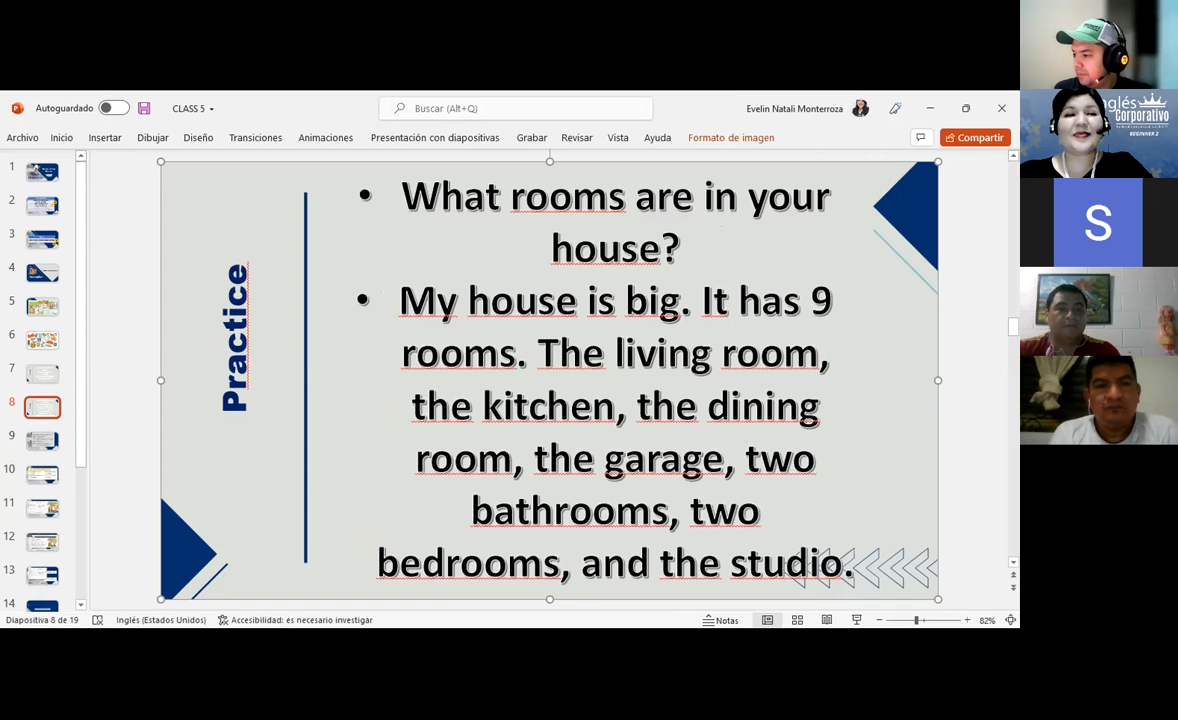 Autoguardado
CLASS 5
Buscar (Alt+Q)
Evelin Natali Monterroza
Archivo
Inicio
Insertar
Dibujar
Diseño
Transiciones
Animaciones
Presentación con diapositivas
Grabar
Revisar
Vista
Ayuda
Formato de imagen
Compartir
1
2
3
4
5
6
7
8
9
10
11
12
13
14
Practice
• What rooms are in your
house?
• My house is big. It has 9
rooms. The living room,
the kitchen, the dining
room, the garage, two
bathrooms, two
bedrooms, and the studio.
Diapositiva 8 de 19
Inglés (Estados Unidos)
Accesibilidad: es necesario investigar
Notas
82%
Inglés
Corporativo
BEGINNER 2
S